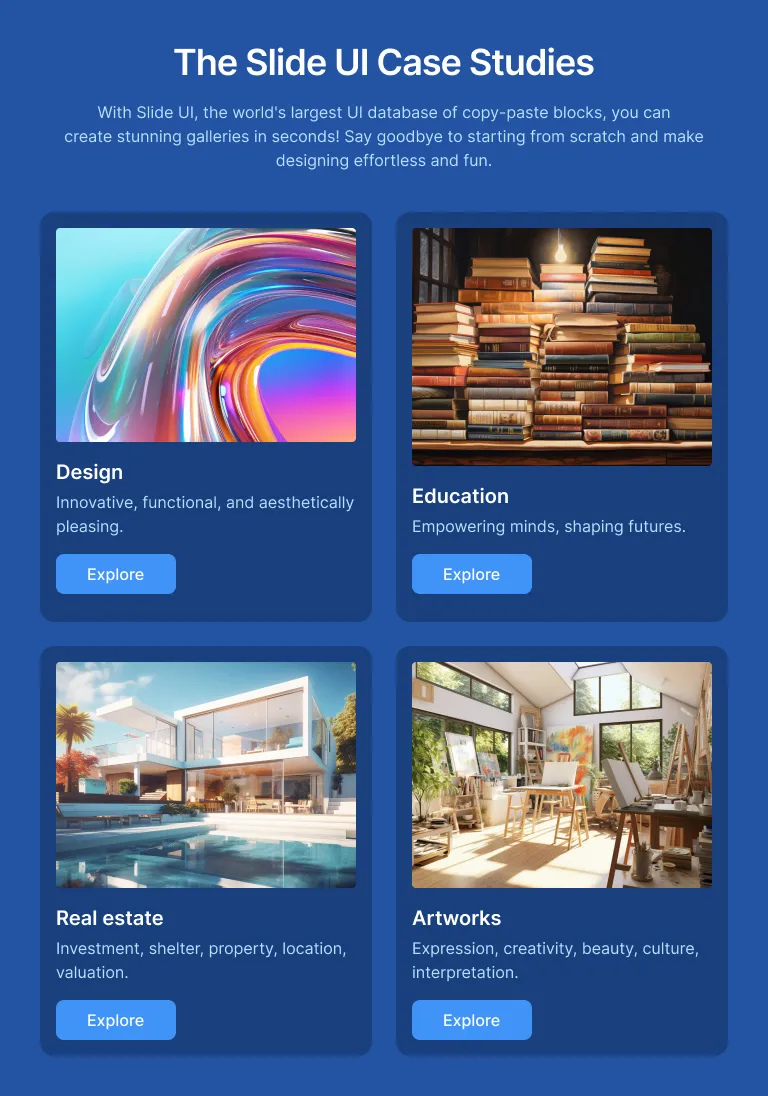 The Slide UI Case Studies
With Slide UI, the world's largest UI database of copy-paste blocks, you can
create stunning galleries in seconds! Say goodbye to starting from scratch and make
designing effortless and fun.
Design
Innovative, functional, and aesthetically
pleasing.
Explore
Education
Empowering minds, shaping futures.
Explore
Real estate
Investment, shelter, property, location,
valuation.
Explore
Artworks
Expression, creativity, beauty, culture,
interpretation.
Explore